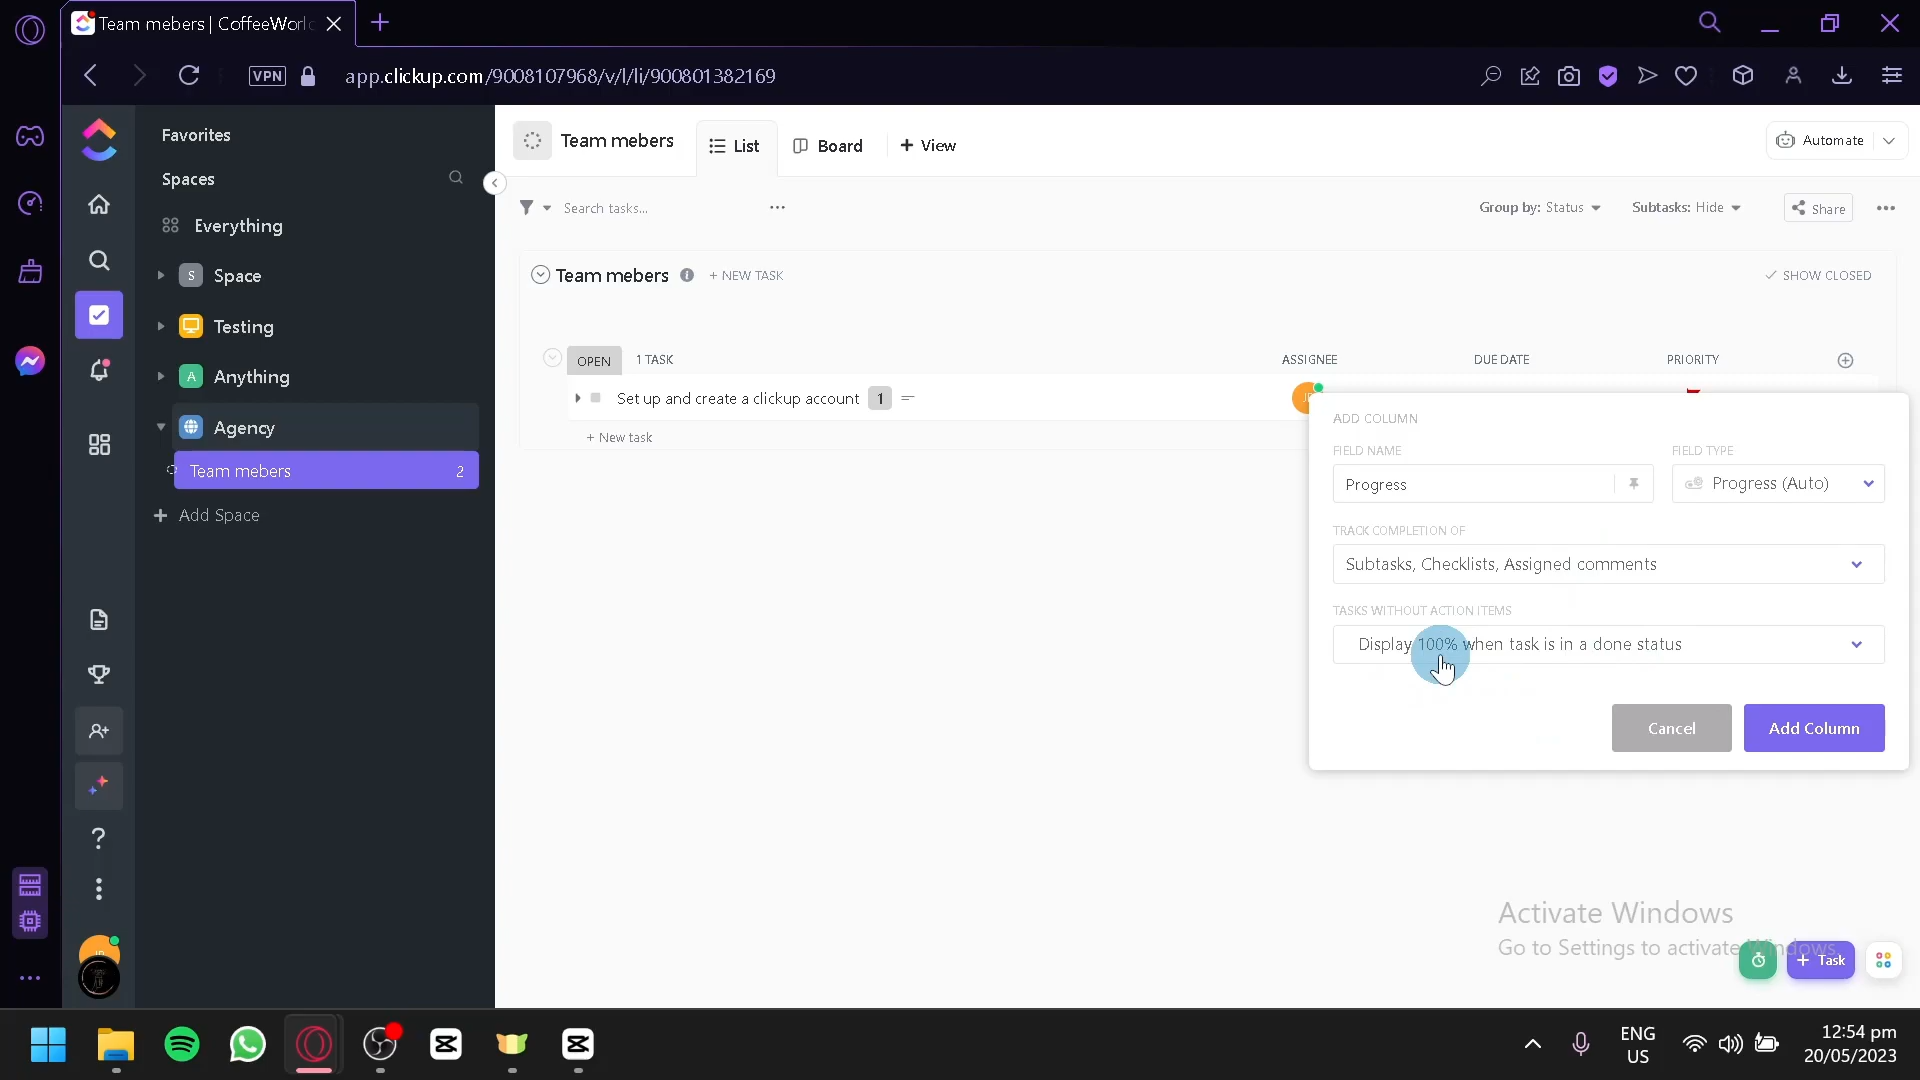 Team mebers | CoffeeWorl
VPN
app.clickup.com/9008107968/v/l/li/900801382169
Favorites
Spaces
Everything
S Space
Testing
A Anything
Agency
Team mebers 2
+ Add Space
Team mebers
List
Board
+ View
Automate
Search tasks...
Group by: Status
Subtasks: Hide
Share
Team mebers
+ NEW TASK
SHOW CLOSED
OPEN
1 TASK
ASSIGNEE
DUE DATE
PRIORITY
Set up and create a clickup account 1
+ New task
ADD COLUMN
FIELD NAME
FIELD TYPE
Progress
Progress (Auto)
TRACK COMPLETION OF
Subtasks, Checklists, Assigned comments
TASKS WITHOUT ACTION ITEMS
Display 100% when task is in a done status
Cancel
Add Column
Activate Windows
Go to Settings to activate Windows.
+ Task
ENG
US
12:54 pm
20/05/2023